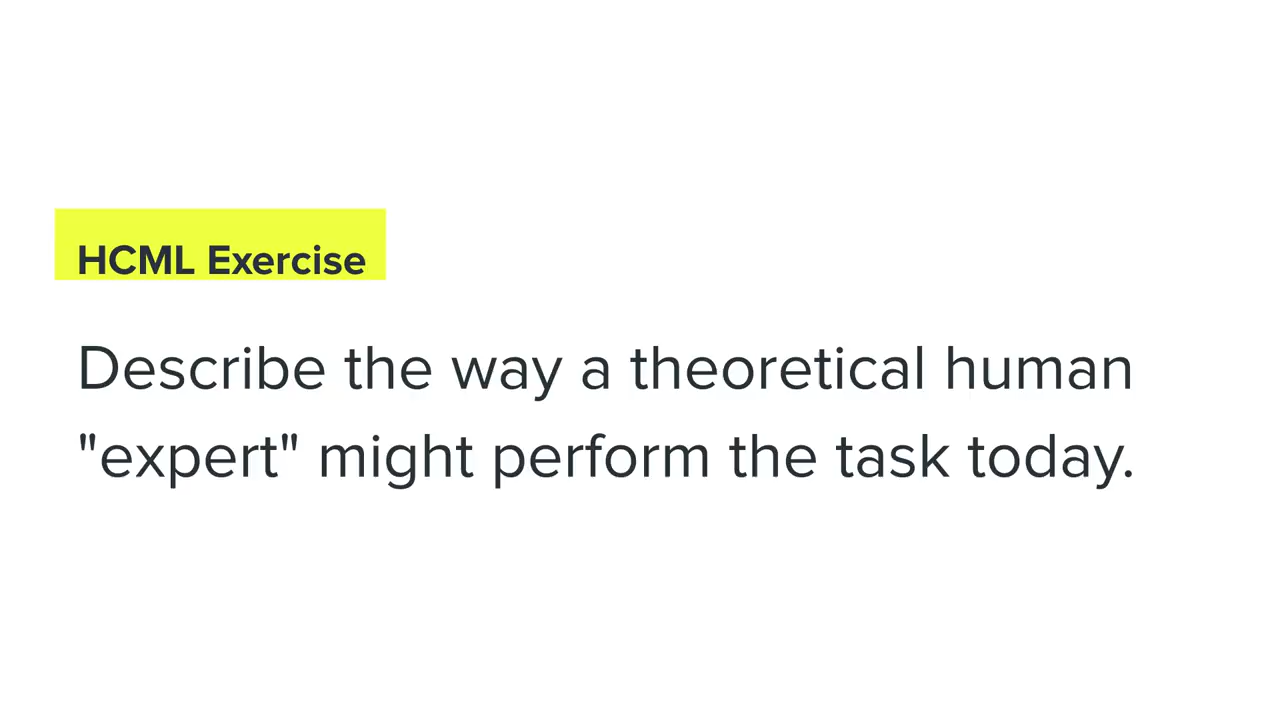 HCML Exercise
Describe the way a theoretical human
"expert" might perform the task today.